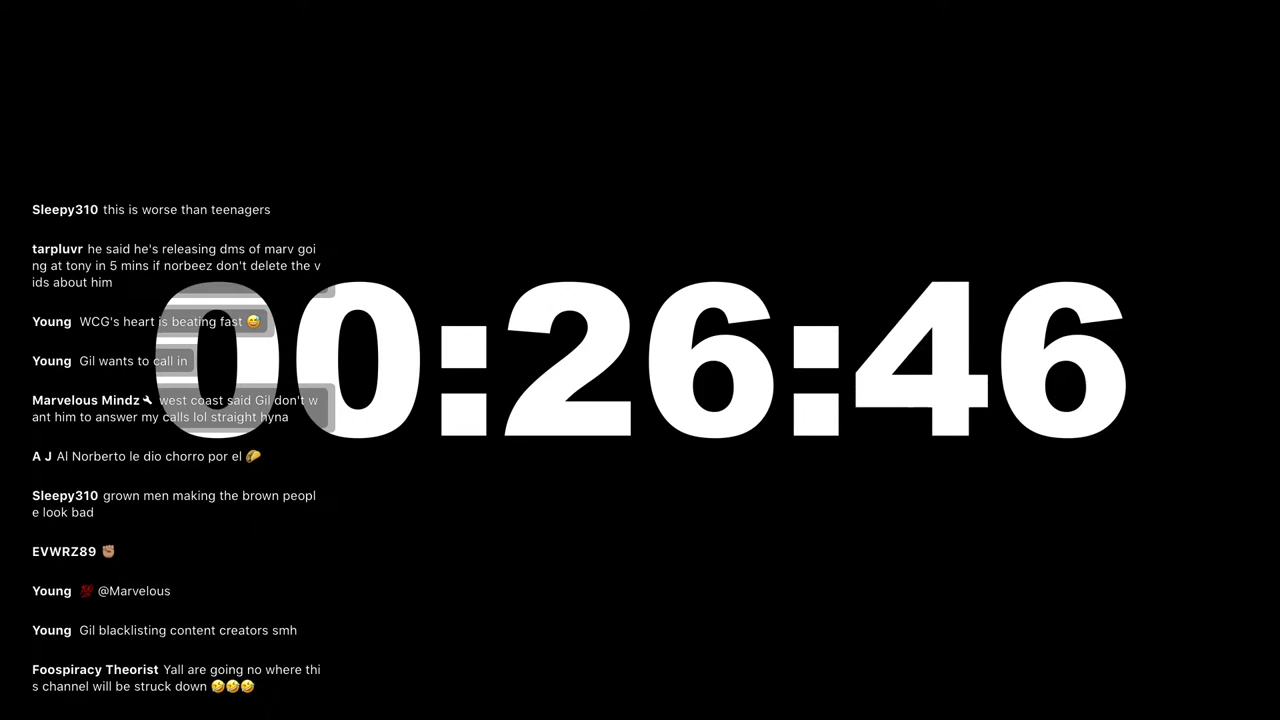 Sleepy310 this is worse than teenagers
tarpluvr he said he's releasing dms of marv goi
ng at tony in 5 mins if norbeez don't delete the v
ids about him
Young WCG's heart is beating fast 😅
Young Gil wants to call in
Marvelous Mindz🔧 west coast said Gil don't w
ant him to answer my calls lol straight hyna
A J Al Norberto le dio chorro por el 🌮
Sleepy310 grown men making the brown peopl
e look bad
EVWRZ89 ✊🏽
Young 💯 @Marvelous
Young Gil blacklisting content creators smh
Foospiracy Theorist Yall are going no where thi
s channel will be struck down 🤣🤣🤣
00:26:46